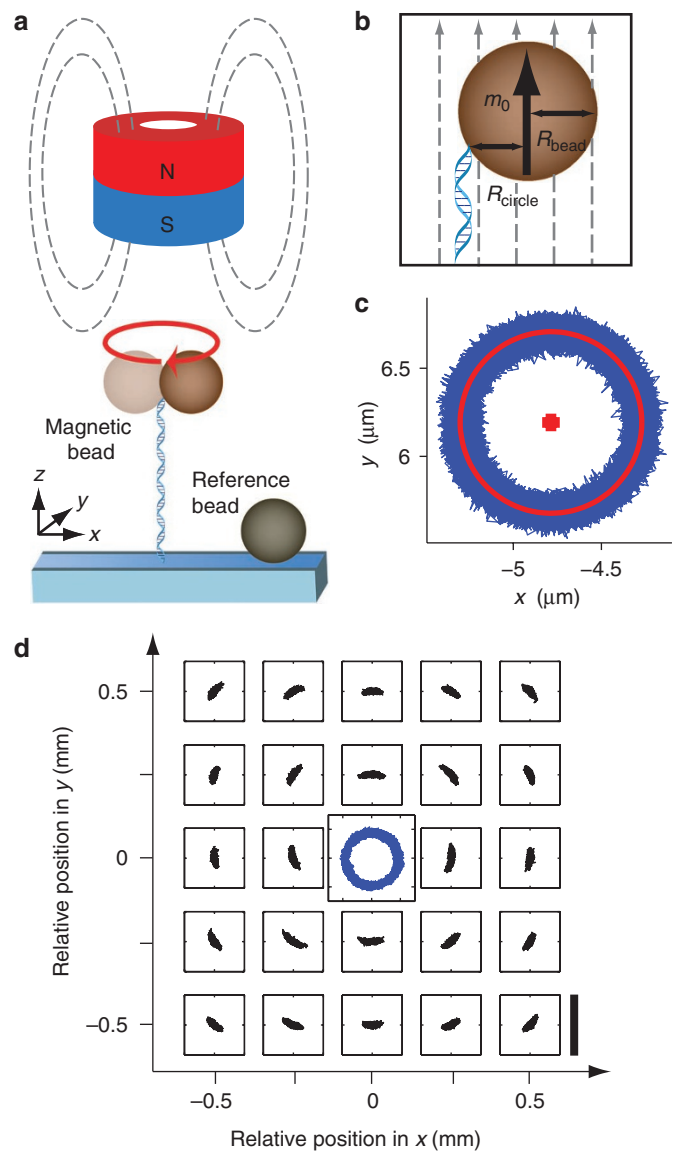 a
N
S
Magnetic
bead
Reference
bead
z
y
x
b
m0
Rbead
Rcircle
c
6.5
6
y (μm)
−5
−4.5
x (μm)
d
0.5
0
−0.5
Relative position in y (mm)
−0.5
0
0.5
Relative position in x (mm)